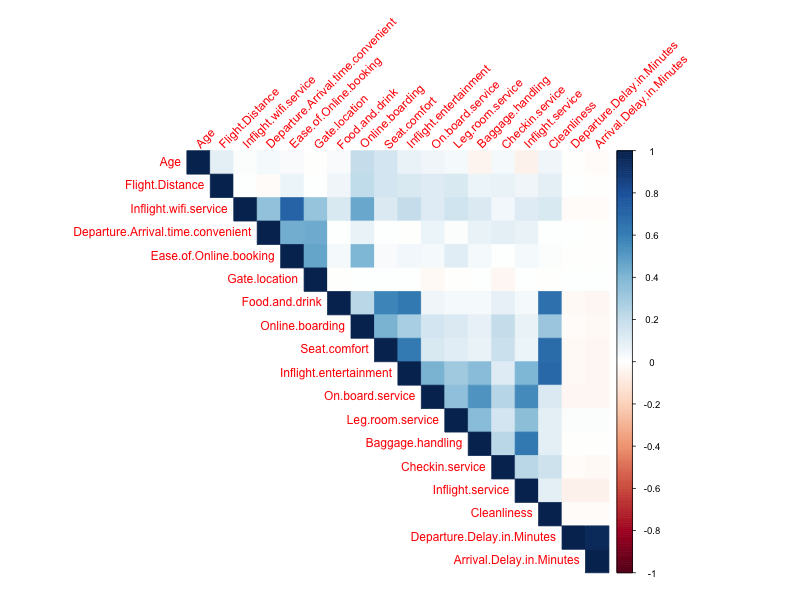 Age
Flight.Distance
Inflight.wifi.service
Departure.Arrival.time.convenient
Ease.of.Online.booking
Gate.location
Food.and.drink
Online.boarding
Seat.comfort
Inflight.entertainment
On.board.service
Leg.room.service
Baggage.handling
Checkin.service
Inflight.service
Cleanliness
Departure.Delay.in.Minutes
Arrival.Delay.in.Minutes
Age
Flight.Distance
Inflight.wifi.service
Departure.Arrival.time.convenient
Ease.of.Online.booking
Gate.location
Food.and.drink
Online.boarding
Seat.comfort
Inflight.entertainment
On.board.service
Leg.room.service
Baggage.handling
Checkin.service
Inflight.service
Cleanliness
Departure.Delay.in.Minutes
Arrival.Delay.in.Minutes
1
0.8
0.6
0.4
0.2
0
-0.2
-0.4
-0.6
-0.8
-1